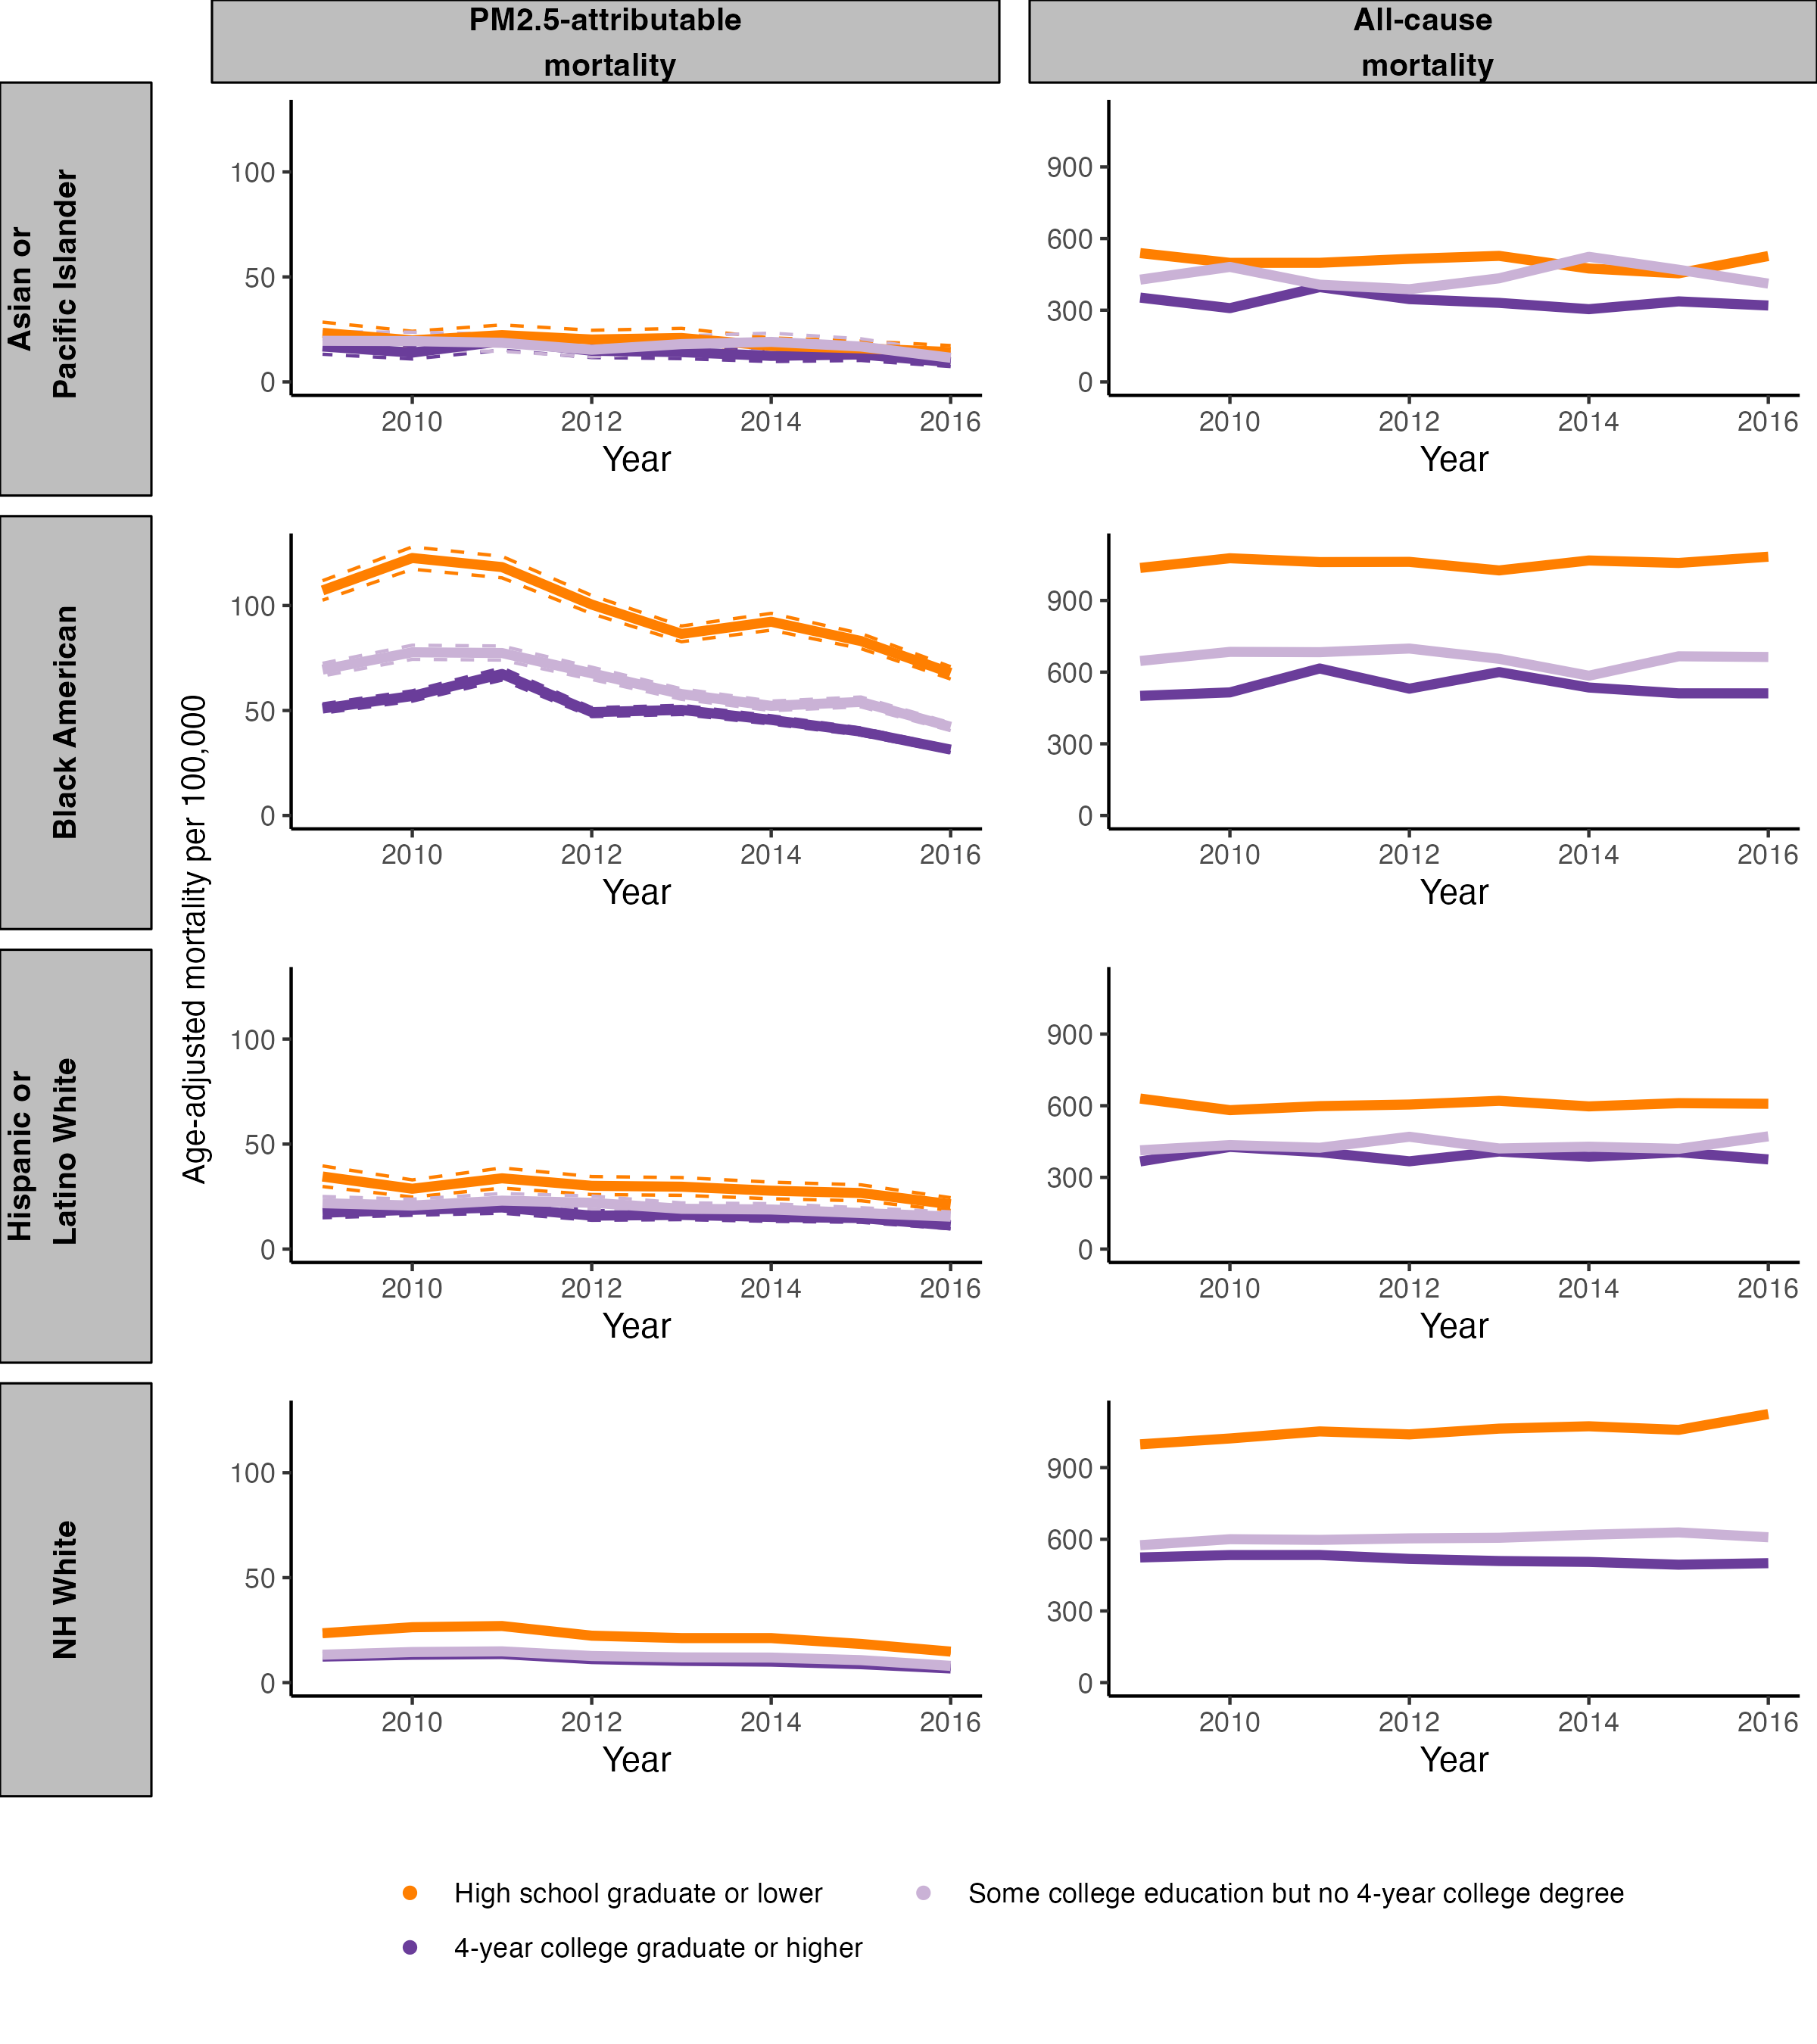 PM2.5-attributable
mortality
All-cause
mortality
Asian or
Pacific Islander
100
50
0
2010 2012 2014 2016
Year
900
600
300
0
2010 2012 2014 2016
Year
Black American
Age-adjusted mortality per 100,000
100
50
0
2010 2012 2014 2016
Year
900
600
300
0
2010 2012 2014 2016
Year
Hispanic or
Latino White
100
50
0
2010 2012 2014 2016
Year
900
600
300
0
2010 2012 2014 2016
Year
NH White
100
50
0
2010 2012 2014 2016
Year
900
600
300
0
2010 2012 2014 2016
Year
High school graduate or lower
Some college education but no 4-year college degree
4-year college graduate or higher